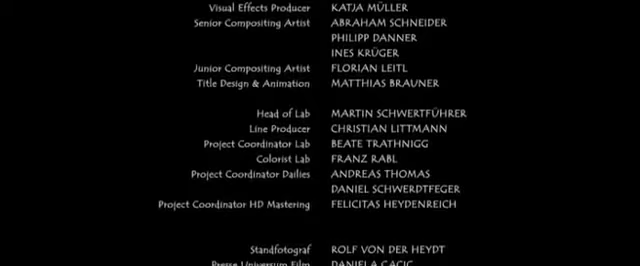 Visual Effects Producer KATJA MÜLLER
Senior Compositing Artist ABRAHAM SCHNEIDER
PHILIPP DANNER
INES KRÜGER
Junior Compositing Artist FLORIAN LEITL
Title Design & Animation MATTHIAS BRAUNER
Head of Lab MARTIN SCHWERTFÜHRER
Line Producer CHRISTIAN LITTMANN
Project Coordinator Lab BEATE TRATHNIGG
Colorist Lab FRANZ RABL
Project Coordinator Dailies ANDREAS THOMAS
DANIEL SCHWERDTFEGER
Project Coordinator HD Mastering FELICITAS HEYDENREICH
Standfotograf ROLF VON DER HEYDT
Presse Universum Film DANIELA CACIC